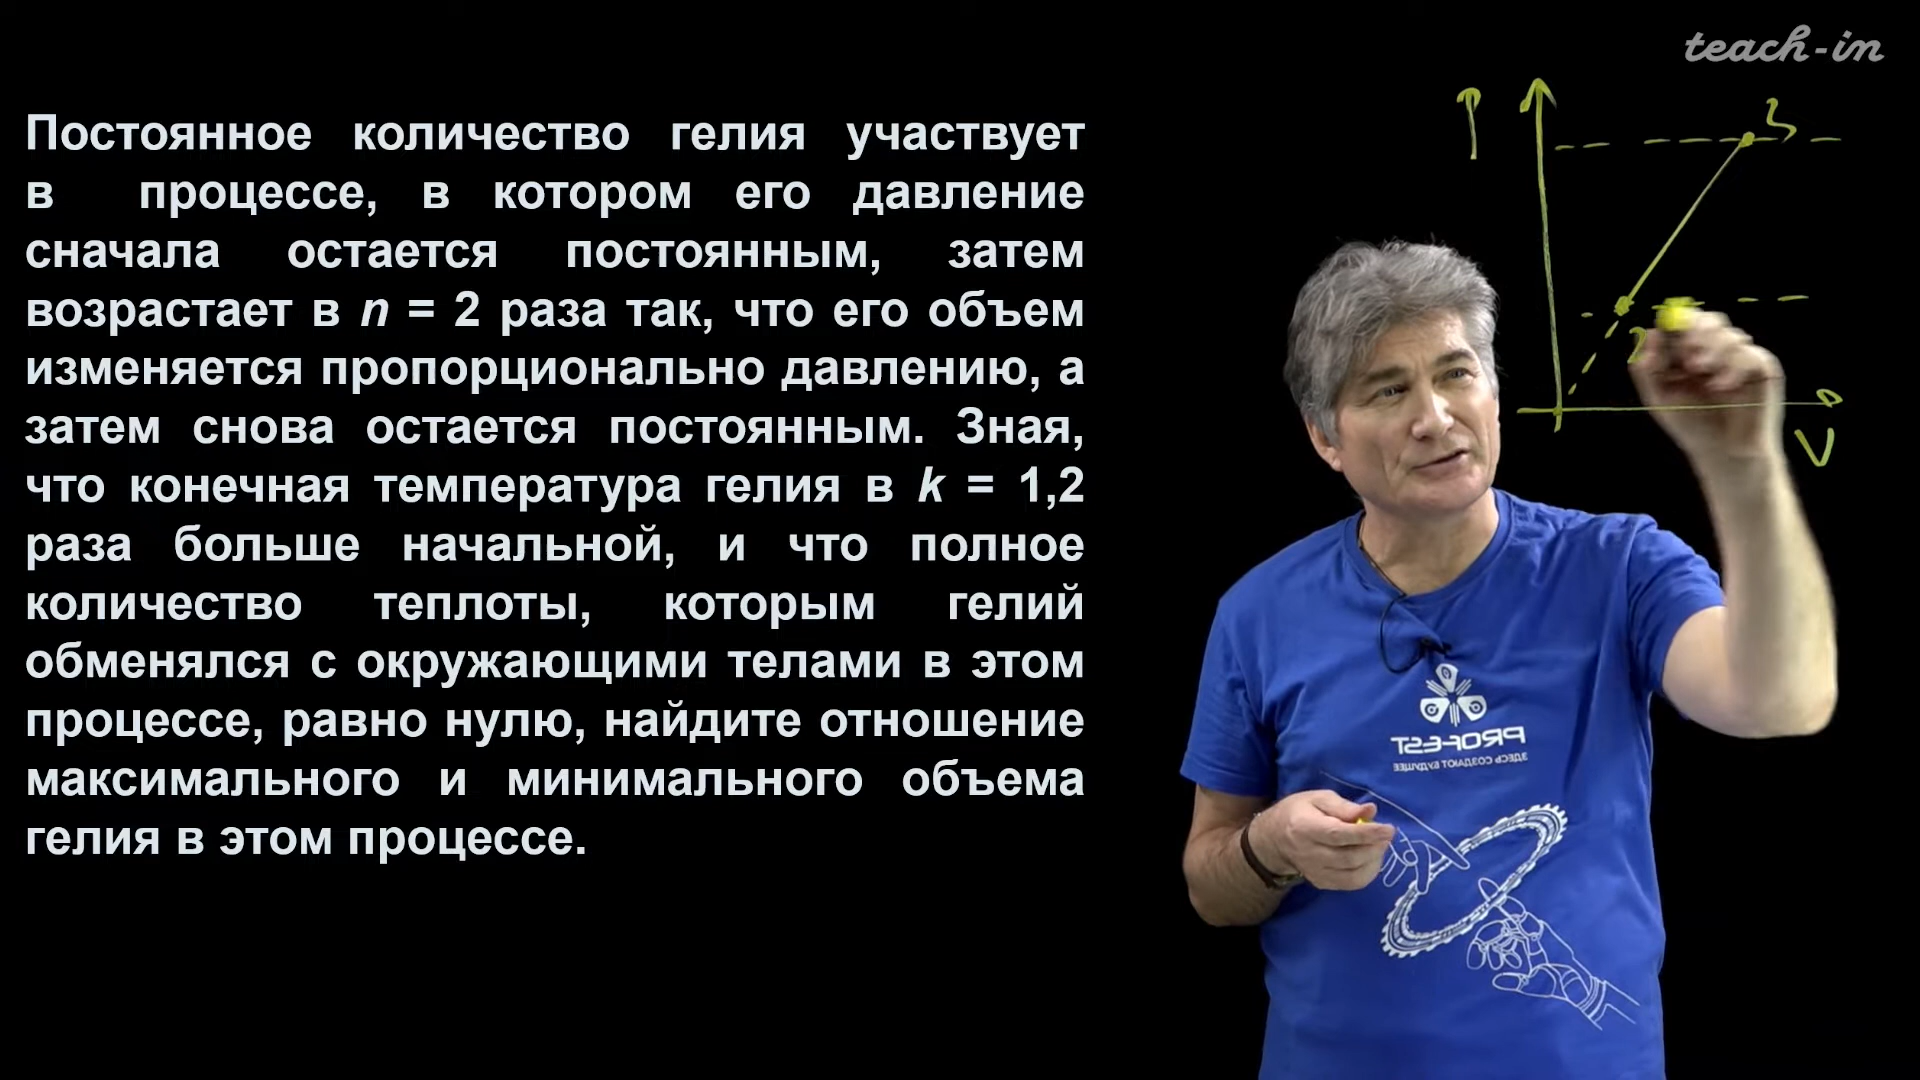 teach-in
Постоянное количество гелия участвует
в процессе, в котором его давление
сначала остается постоянным, затем
возрастает в n = 2 раза так, что его объем
изменяется пропорционально давлению, а
затем снова остается постоянным. Зная,
что конечная температура гелия в k = 1,2
раза больше начальной, и что полное
количество теплоты, которым гелий
обменялся с окружающими телами в этом
процессе, равно нулю, найдите отношение
максимального и минимального объема
гелия в этом процессе.
P
3
2
V
PROFEST
ЗДЕСЬ СОЗДАЮТ БУДУЩЕЕ